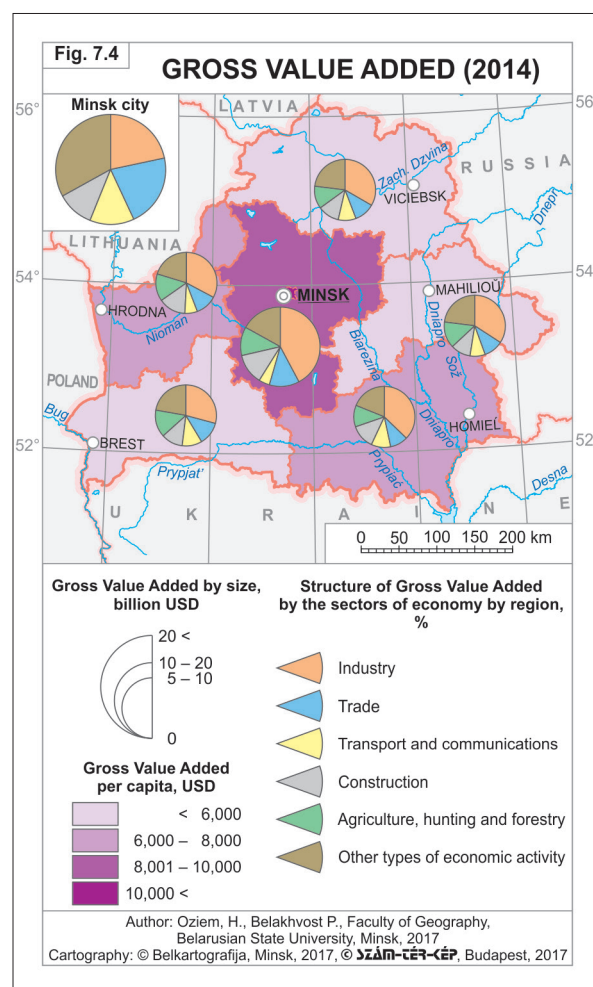 Fig. 7.4
GROSS VALUE ADDED (2014)
56°
56
Minsk city
LATVIA
RUSSIA
Zach. Dzvina
VICIEBSK
Dnepr
LITHUANIA
54°
54
MINSK
MAHILIOŬ
HRODNA
Nioman
Dniapro
Biarezina
Sož
POLAND
Bug
BREST
HOMIEĹ
Dniapro
52°
52
Prypjat'
Prypiać
Desna
UKRAINE
0 50 100 150 200 km
Gross Value Added by size,
billion USD
20 <
10 – 20
5 – 10
0
Gross Value Added
per capita, USD
< 6,000
6,000 – 8,000
8,001 – 10,000
10,000 <
Structure of Gross Value Added
by the sectors of economy by region,
%
Industry
Trade
Transport and communications
Construction
Agriculture, hunting and forestry
Other types of economic activity
Author: Oziem, H., Belakhvost P., Faculty of Geography,
Belarusian State University, Minsk, 2017
Cartography: © Belkartografija, Minsk, 2017, © SZÁM-TÉR-KÉP, Budapest, 2017